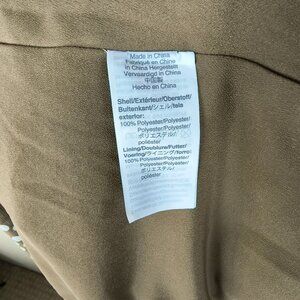 Made in China
Fabriqué en Chine
In China Hergestellt
Vervaardigd in China
中国製
Hecho en China
Shell/Extérieur/Oberstoff/
Buitenkant/シェル/tela
exterior:
100% Polyester/Polyester/
Polyester/Polyester/
ポリエステル/
poliéster
Lining/Doublure/Futter/
Voering/ライニング/forro:
100% Polyester/Polyester/
Polyester/Polyester/
ポリエステル/
poliéster